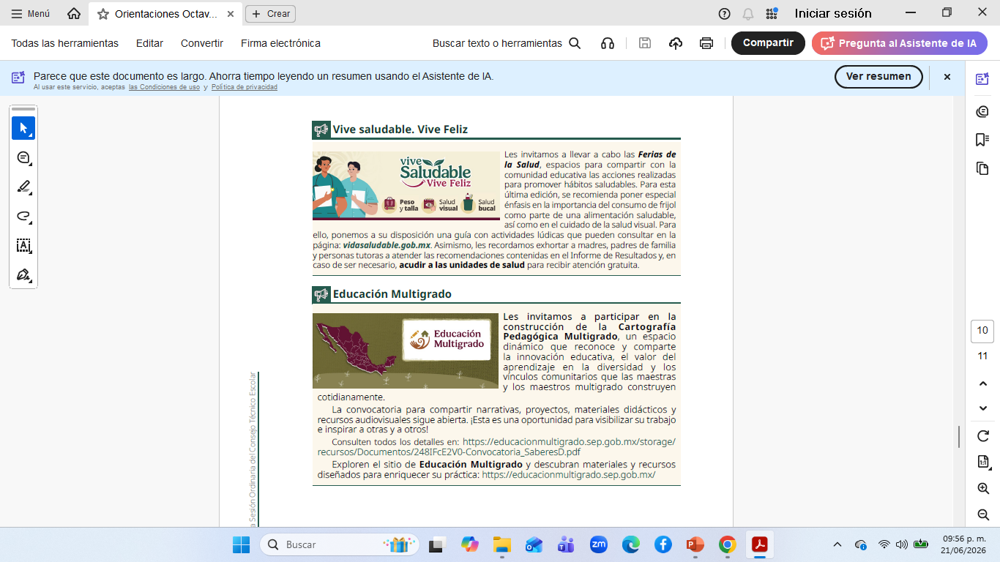 Menú
Orientaciones Octav...
Crear
Iniciar sesión
Todas las herramientas
Editar
Convertir
Firma electrónica
Buscar texto o herramientas
Compartir
Pregunta al Asistente de IA
Parece que este documento es largo. Ahorra tiempo leyendo un resumen usando el Asistente de IA.
Al usar este servicio, aceptas las Condiciones de uso y Política de privacidad
Ver resumen
Vive saludable. Vive Feliz
vive
Saludable
Vive Feliz
Peso
y talla
Salud
visual
Salud
bucal
Les invitamos a llevar a cabo las Ferias de
la Salud, espacios para compartir con la
comunidad educativa las acciones realizadas
para promover hábitos saludables. Para esta
última edición, se recomienda poner especial
énfasis en la importancia del consumo de frijol
como parte de una alimentación saludable,
así como en el cuidado de la salud visual. Para
ello, ponemos a su disposición una guía con actividades lúdicas que pueden consultar en la
página: vidasaludable.gob.mx. Asimismo, les recordamos exhortar a madres, padres de familia
y personas tutoras a atender las recomendaciones contenidas en el Informe de Resultados y, en
caso de ser necesario, acudir a las unidades de salud para recibir atención gratuita.
Educación Multigrado
Educación
Multigrado
Les invitamos a participar en la
construcción de la Cartografía
Pedagógica Multigrado, un espacio
dinámico que reconoce y comparte
la innovación educativa, el valor del
aprendizaje en la diversidad y los
vínculos comunitarios que las maestras
y los maestros multigrado construyen
cotidianamente.
La convocatoria para compartir narrativas, proyectos, materiales didácticos y
recursos audiovisuales sigue abierta. ¡Esta es una oportunidad para visibilizar su trabajo
e inspirar a otras y a otros!
Consulten todos los detalles en: https://educacionmultigrado.sep.gob.mx/storage/
recursos/Documentos/248IFcE2V0-Convocatoria_SaberesD.pdf
Exploren el sitio de Educación Multigrado y descubran materiales y recursos
diseñados para enriquecer su práctica: https://educacionmultigrado.sep.gob.mx/
a Sesión Ordinaria del Consejo Técnico Escolar
10
11
1:1
Buscar
zm
09:56 p. m.
21/06/2026